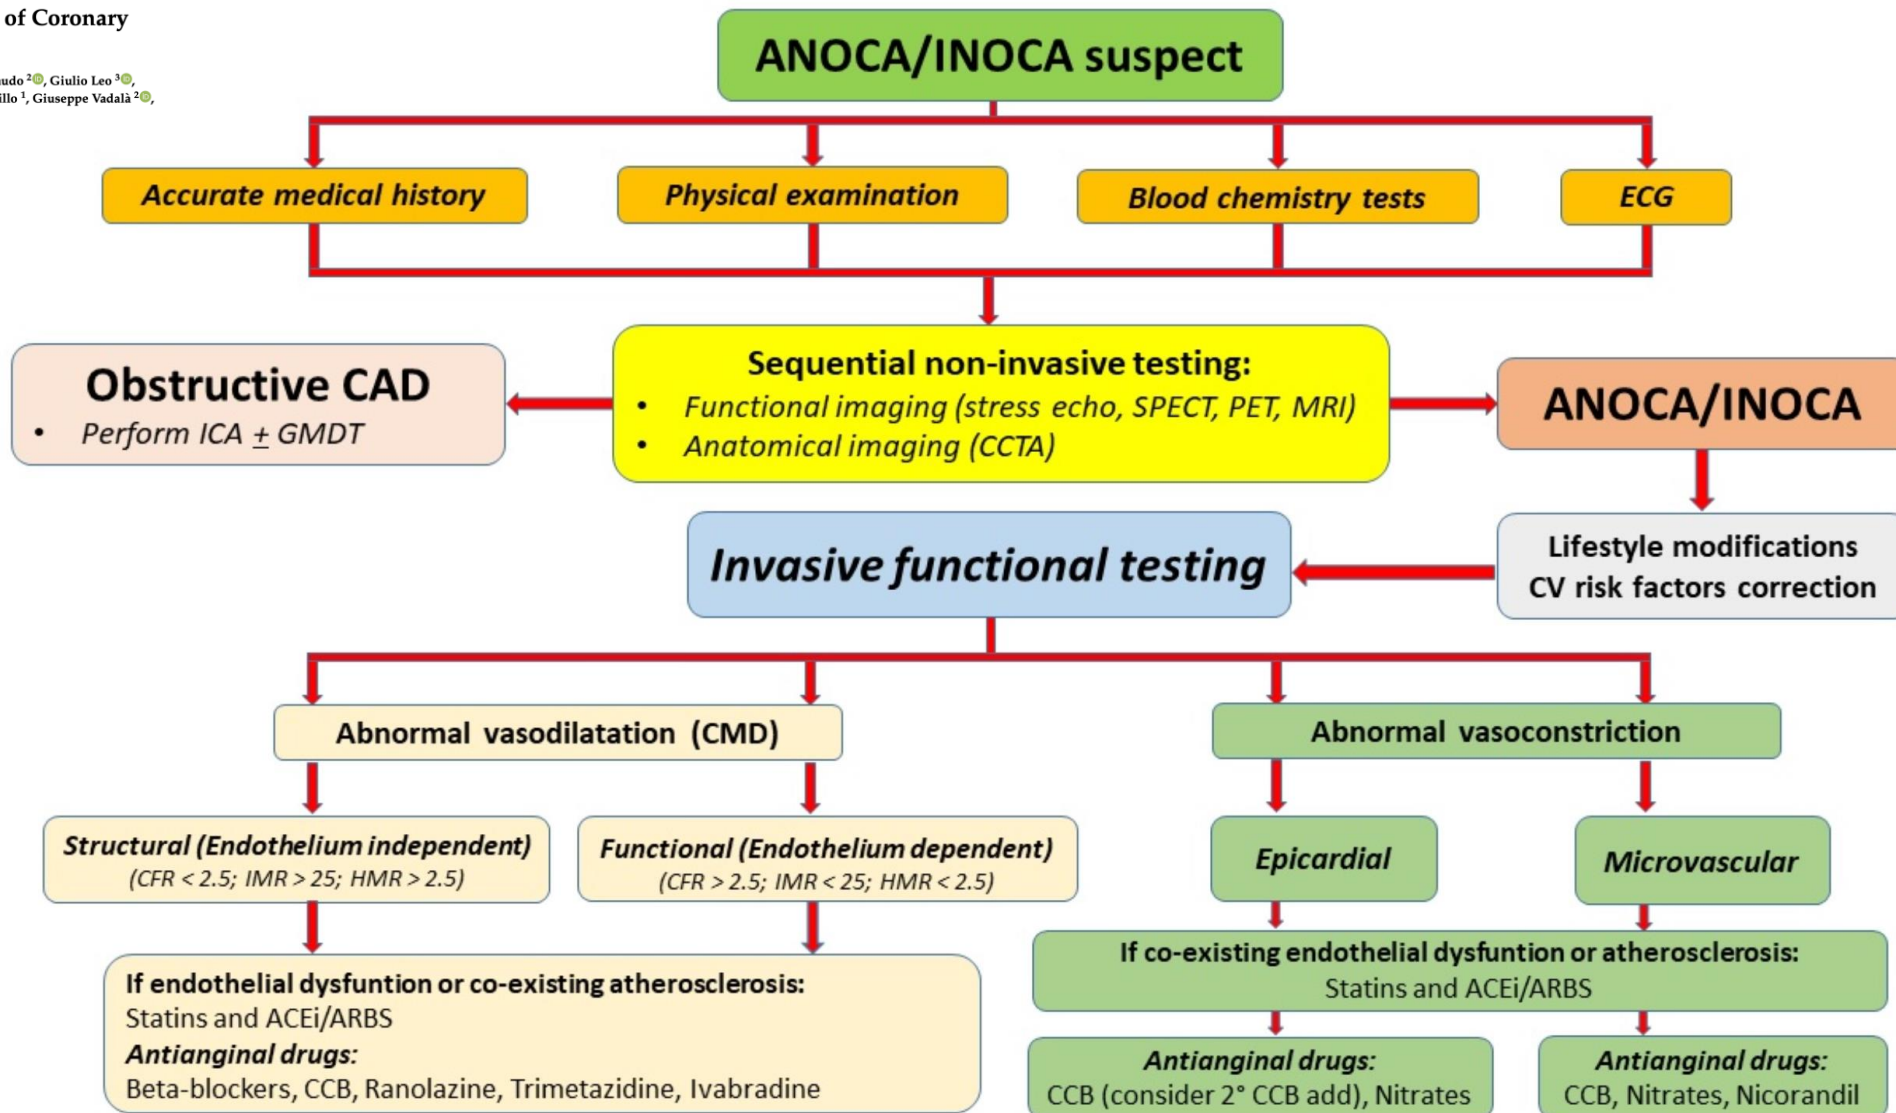 of Coronary
udo 2, Giulio Leo 3,
illo 1, Giuseppe Vadalà 2,
ANOCA/INOCA suspect
Accurate medical history
Physical examination
Blood chemistry tests
ECG
Sequential non-invasive testing:
• Functional imaging (stress echo, SPECT, PET, MRI)
• Anatomical imaging (CCTA)
Obstructive CAD
• Perform ICA ± GMDT
ANOCA/INOCA
Lifestyle modifications
CV risk factors correction
Invasive functional testing
Abnormal vasodilatation (CMD)
Abnormal vasoconstriction
Structural (Endothelium independent)
(CFR < 2.5; IMR > 25; HMR > 2.5)
Functional (Endothelium dependent)
(CFR > 2.5; IMR < 25; HMR < 2.5)
Epicardial
Microvascular
If endothelial dysfuntion or co-existing atherosclerosis:
Statins and ACEi/ARBS
Antianginal drugs:
Beta-blockers, CCB, Ranolazine, Trimetazidine, Ivabradine
If co-existing endothelial dysfuntion or atherosclerosis:
Statins and ACEi/ARBS
Antianginal drugs:
CCB (consider 2° CCB add), Nitrates
Antianginal drugs:
CCB, Nitrates, Nicorandil